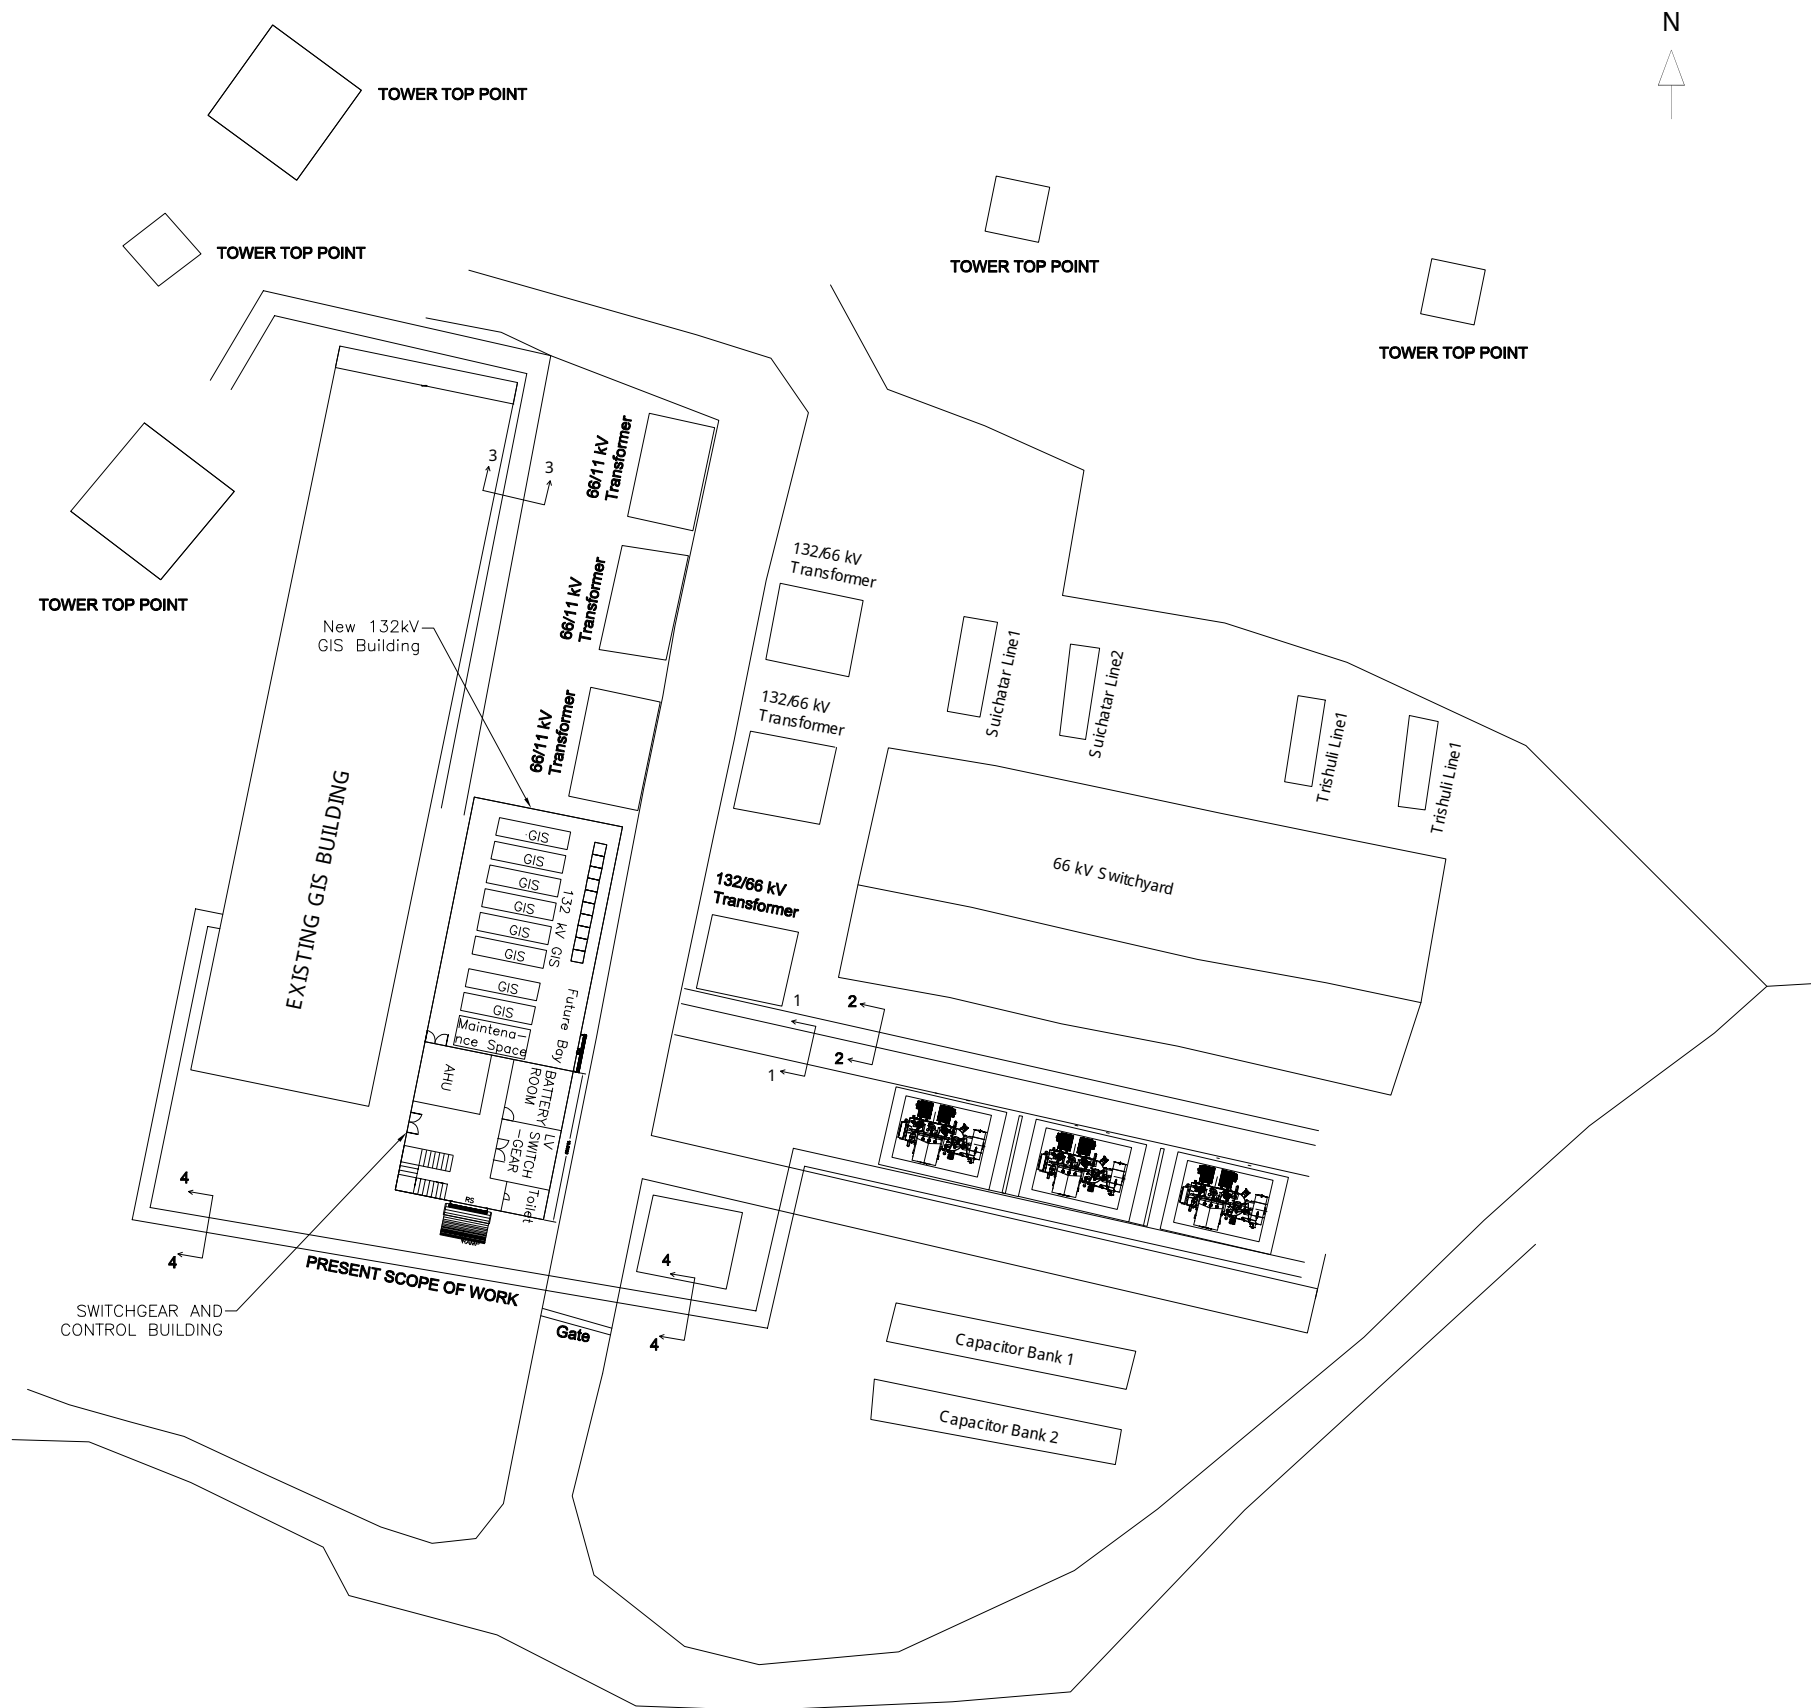 N
TOWER TOP POINT
TOWER TOP POINT
TOWER TOP POINT
TOWER TOP POINT
TOWER TOP POINT
3
3
66/11 kV
Transformer
66/11 kV
Transformer
66/11 kV
Transformer
132/66 kV
Transformer
132/66 kV
Transformer
132/66 kV
Transformer
New 132kV
GIS Building
Suichatar Line1
Suichatar Line2
Trishuli Line1
Trishuli Line1
66 kV Switchyard
EXISTING GIS BUILDING
GIS
GIS
GIS
GIS
GIS
GIS
132 kV GIS
GIS
GIS
Future Bay
Maintena-
nce Space
AHU
BATTERY
ROOM
LV
SWITCH
-GEAR
Toilet
RS
1
1
2
2
4
4
4
4
PRESENT SCOPE OF WORK
SWITCHGEAR AND
CONTROL BUILDING
Gate
Capacitor Bank 1
Capacitor Bank 2